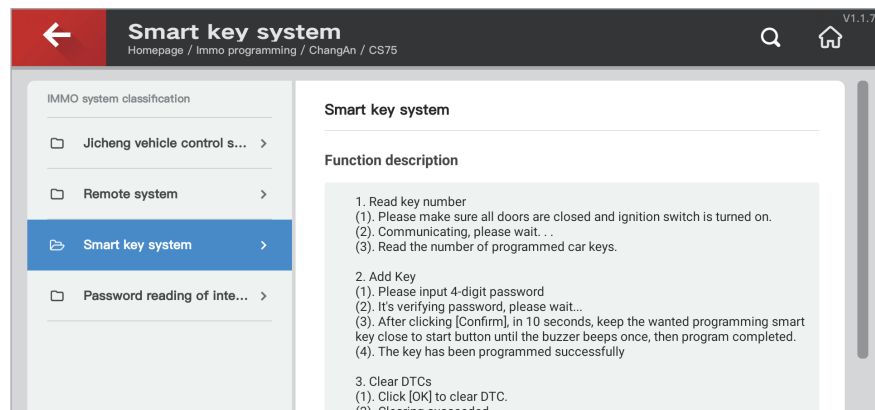 Smart key system
V1.1.7
Homepage / Immo programming / ChangAn / CS75
IMMO system classification
Jicheng vehicle control s...
Remote system
Smart key system
Password reading of inte...
Smart key system
Function description
1. Read key number
(1). Please make sure all doors are closed and ignition switch is turned on.
(2). Communicating, please wait. . .
(3). Read the number of programmed car keys.
2. Add Key
(1). Please input 4-digit password
(2). It's verifying password, please wait...
(3). After clicking [Confirm], in 10 seconds, keep the wanted programming smart
key close to start button until the buzzer beeps once, then program completed.
(4). The key has been programmed successfully
3. Clear DTCs
(1). Click [OK] to clear DTC.
(2). Clearing succeeded